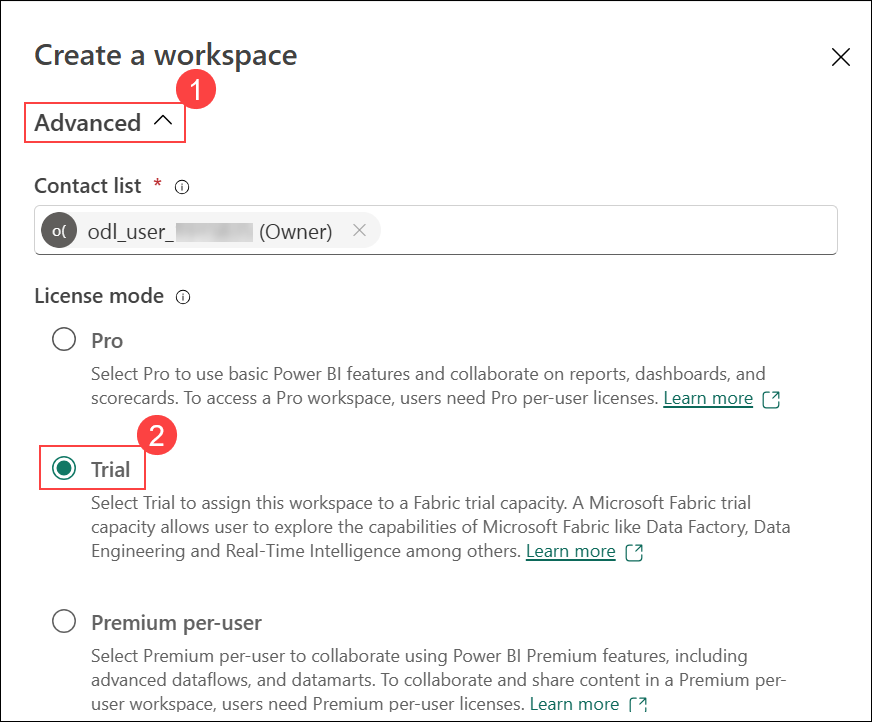 Create a workspace
1
Advanced
Contact list *
o( odl_user_ (Owner)
License mode
Pro
Select Pro to use basic Power BI features and collaborate on reports, dashboards, and
scorecards. To access a Pro workspace, users need Pro per-user licenses. Learn more
2
Trial
Select Trial to assign this workspace to a Fabric trial capacity. A Microsoft Fabric trial
capacity allows user to explore the capabilities of Microsoft Fabric like Data Factory, Data
Engineering and Real-Time Intelligence among others. Learn more
Premium per-user
Select Premium per-user to collaborate using Power BI Premium features, including
advanced dataflows, and datamarts. To collaborate and share content in a Premium per-
user workspace, users need Premium per-user licenses. Learn more